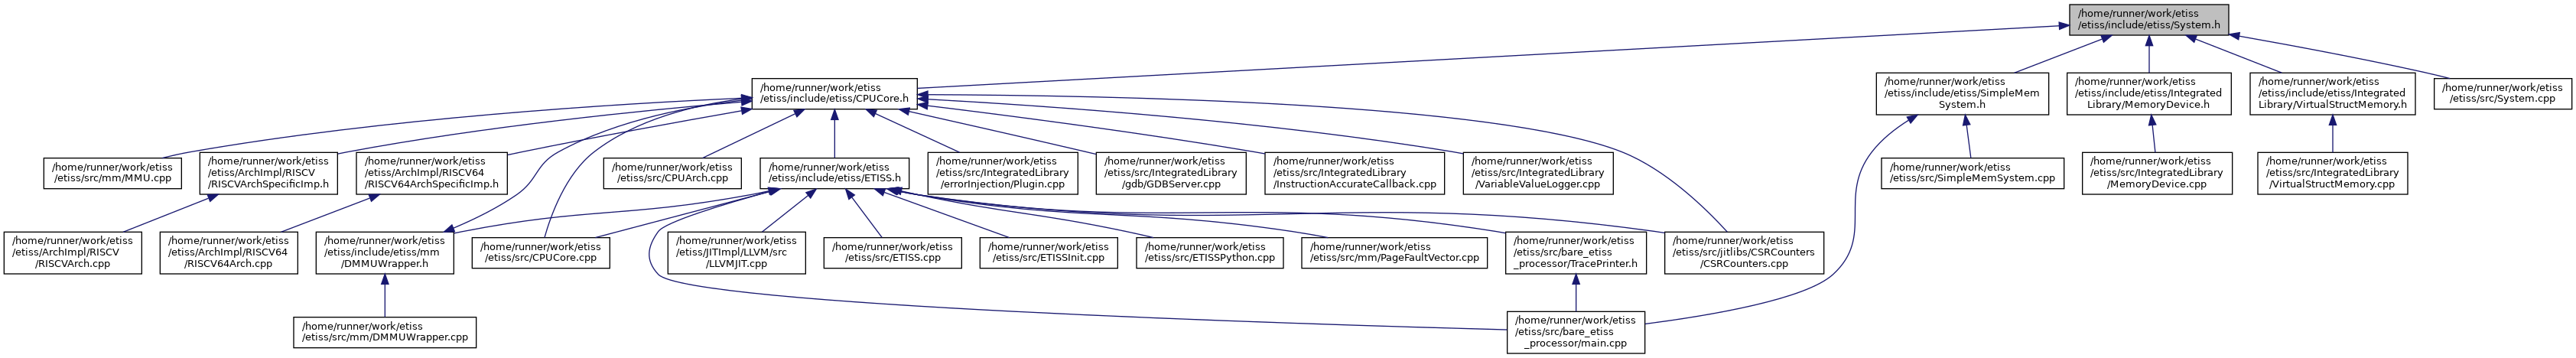 /home/runner/work/etiss
/etiss/include/etiss/System.h
/home/runner/work/etiss
/etiss/include/etiss/CPUCore.h
/home/runner/work/etiss
/etiss/include/etiss/SimpleMem
System.h
/home/runner/work/etiss
/etiss/include/etiss/Integrated
Library/MemoryDevice.h
/home/runner/work/etiss
/etiss/include/etiss/Integrated
Library/VirtualStructMemory.h
/home/runner/work/etiss
/etiss/src/System.cpp
/home/runner/work/etiss
/etiss/src/mm/MMU.cpp
/home/runner/work/etiss
/etiss/ArchImpl/RISCV
/RISCVArchSpecificImp.h
/home/runner/work/etiss
/etiss/ArchImpl/RISCV64
/RISCV64ArchSpecificImp.h
/home/runner/work/etiss
/etiss/src/CPUArch.cpp
/home/runner/work/etiss
/etiss/include/etiss/ETISS.h
/home/runner/work/etiss
/etiss/src/IntegratedLibrary
/errorInjection/Plugin.cpp
/home/runner/work/etiss
/etiss/src/IntegratedLibrary
/gdb/GDBServer.cpp
/home/runner/work/etiss
/etiss/src/IntegratedLibrary
/InstructionAccurateCallback.cpp
/home/runner/work/etiss
/etiss/src/IntegratedLibrary
/VariableValueLogger.cpp
/home/runner/work/etiss
/etiss/src/SimpleMemSystem.cpp
/home/runner/work/etiss
/etiss/src/IntegratedLibrary
/MemoryDevice.cpp
/home/runner/work/etiss
/etiss/src/IntegratedLibrary
/VirtualStructMemory.cpp
/home/runner/work/etiss
/etiss/ArchImpl/RISCV
/RISCVArch.cpp
/home/runner/work/etiss
/etiss/ArchImpl/RISCV64
/RISCV64Arch.cpp
/home/runner/work/etiss
/etiss/include/etiss/mm
/DMMUWrapper.h
/home/runner/work/etiss
/etiss/src/CPUCore.cpp
/home/runner/work/etiss
/etiss/JITImpl/LLVM/src
/LLVMJIT.cpp
/home/runner/work/etiss
/etiss/src/ETISS.cpp
/home/runner/work/etiss
/etiss/src/ETISSInit.cpp
/home/runner/work/etiss
/etiss/src/ETISSPython.cpp
/home/runner/work/etiss
/etiss/src/mm/PageFaultVector.cpp
/home/runner/work/etiss
/etiss/src/bare_etiss
_processor/TracePrinter.h
/home/runner/work/etiss
/etiss/src/jitlibs/CSRCounters
/CSRCounters.cpp
/home/runner/work/etiss
/etiss/src/mm/DMMUWrapper.cpp
/home/runner/work/etiss
/etiss/src/bare_etiss
_processor/main.cpp